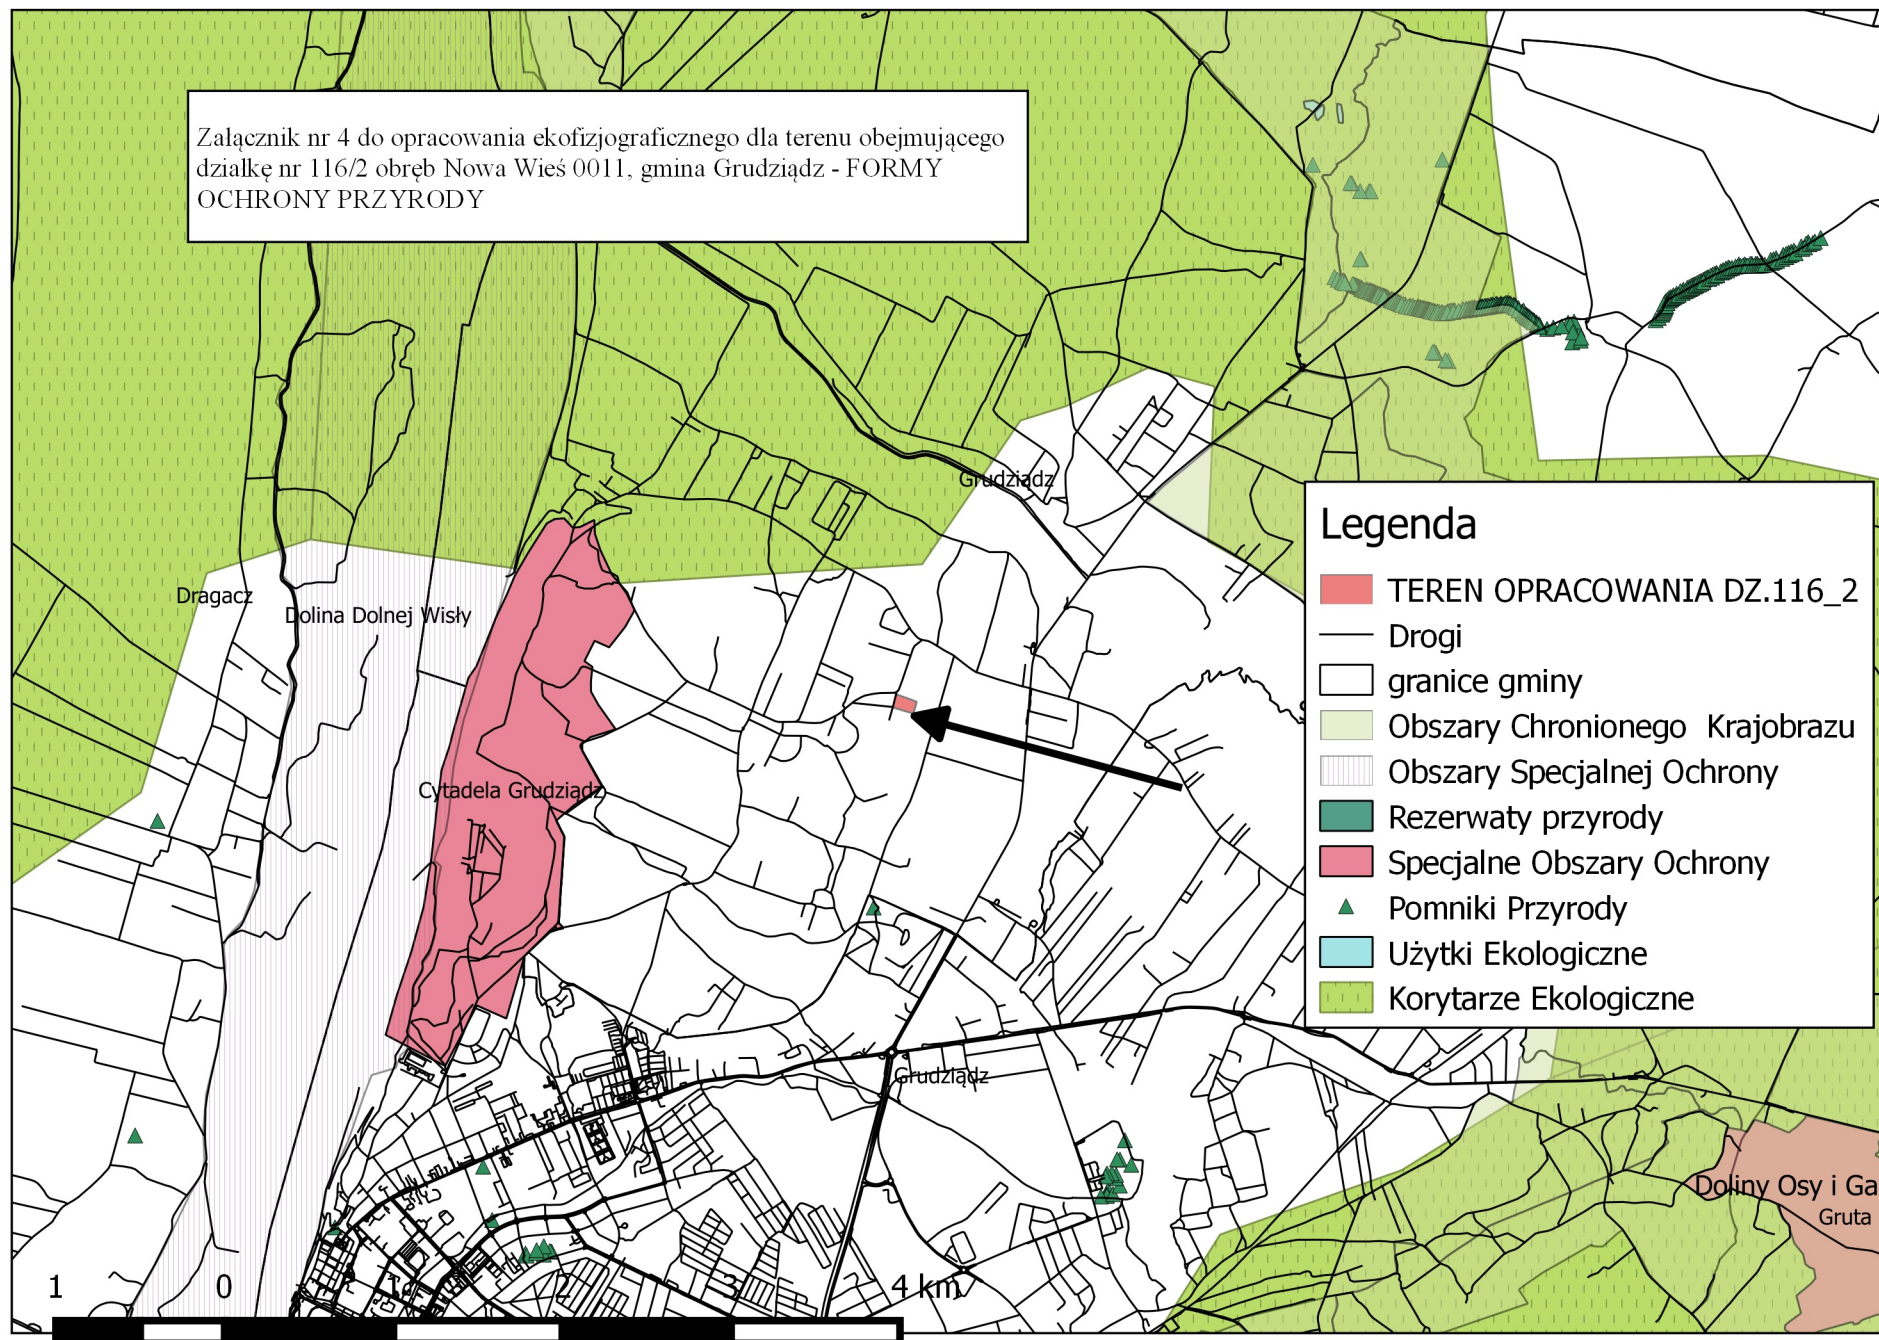 Załącznik nr 4 do opracowania ekofizjograficznego dla terenu obejmującego
działkę nr 116/2 obręb Nowa Wieś 0011, gmina Grudziądz - FORMY
OCHRONY PRZYRODY
Grudziądz
Dragacz
Dolina Dolnej Wisły
Cytadela Grudziądz
Grudziądz
Legenda
TEREN OPRACOWANIA DZ.116_2
Drogi
granice gminy
Obszary Chronionego Krajobrazu
Obszary Specjalnej Ochrony
Rezerwaty przyrody
Specjalne Obszary Ochrony
Pomniki Przyrody
Użytki Ekologiczne
Korytarze Ekologiczne
Doliny Osy i Ga
Gruta
1 0 1 2 3 4 km